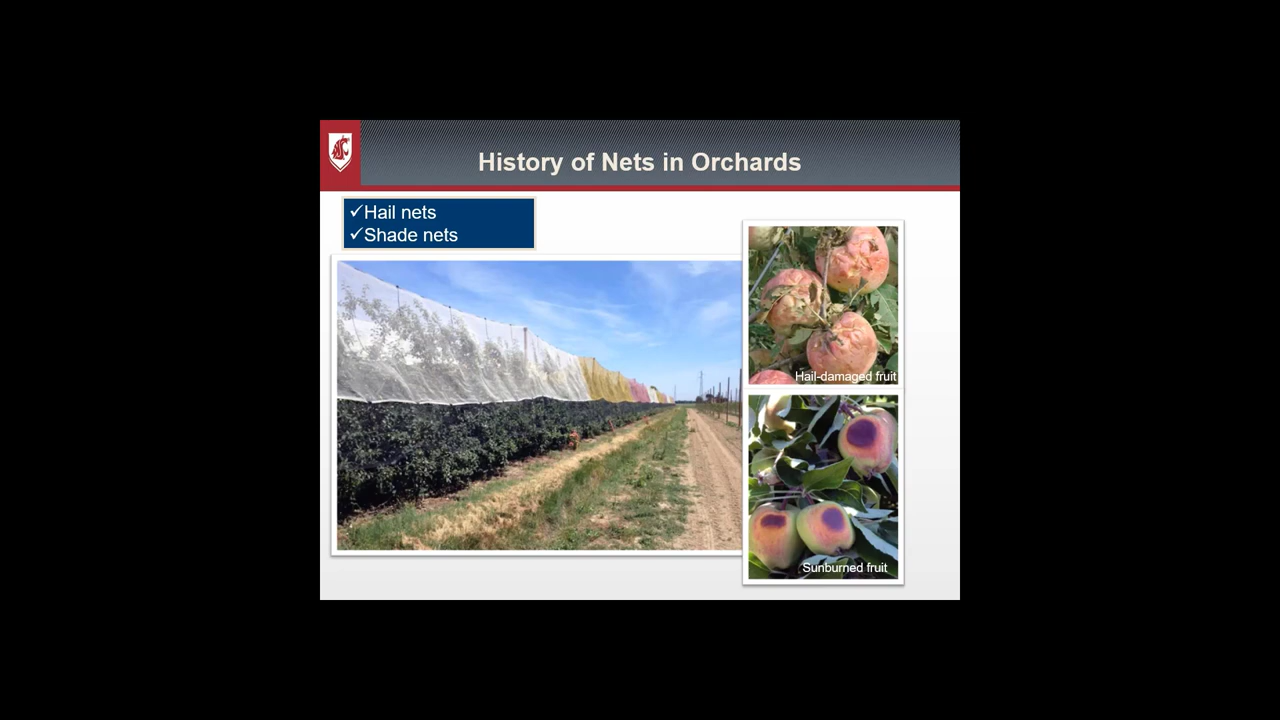 History of Nets in Orchards
✓Hail nets
✓Shade nets
Hail-damaged fruit
Sunburned fruit